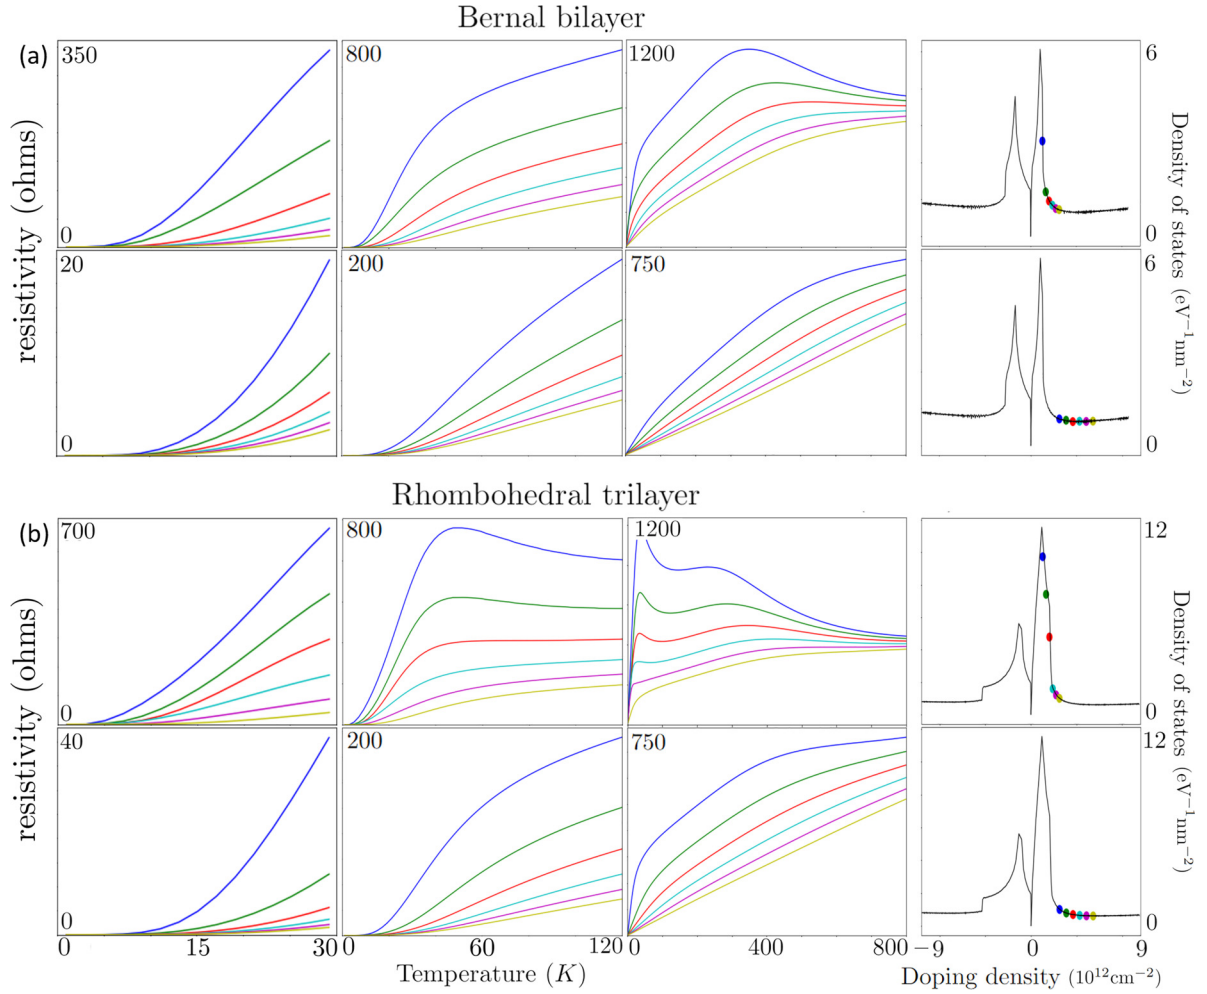 Bernal bilayer
(a)
350
800
1200
6
0
0
20
200
750
6
0
0
resistivity (ohms)
Density of states (eV−1nm−2)
Rhombohedral trilayer
(b)
700
800
1200
12
0
0
40
200
750
12
0
0
resistivity (ohms)
Density of states (eV−1nm−2)
0 15 30 0 60 120 0 400 800 −9 0 9
Temperature (K)
Doping density (10^12cm−2)